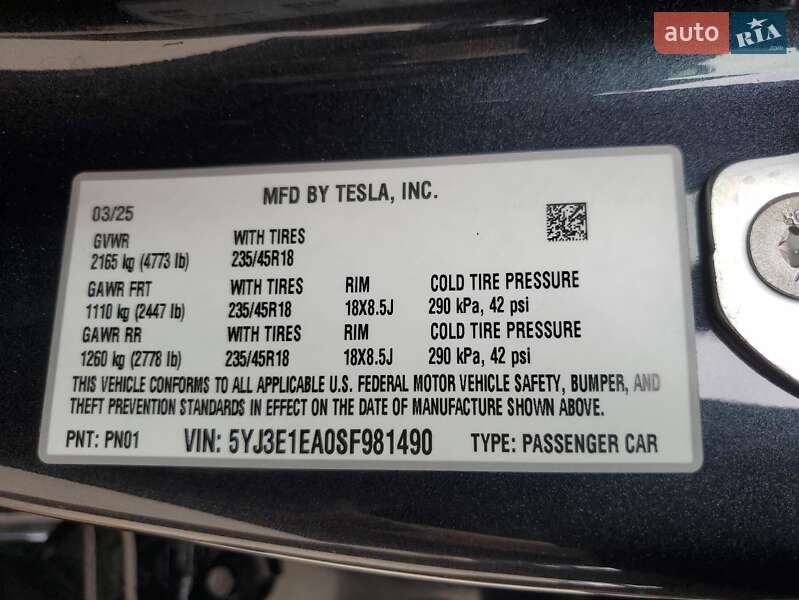 auto RIA
MFD BY TESLA, INC.
03/25
GVWR WITH TIRES
2165 kg (4773 lb) 235/45R18
GAWR FRT WITH TIRES RIM COLD TIRE PRESSURE
1110 kg (2447 lb) 235/45R18 18X8.5J 290 kPa, 42 psi
GAWR RR WITH TIRES RIM COLD TIRE PRESSURE
1260 kg (2778 lb) 235/45R18 18X8.5J 290 kPa, 42 psi
THIS VEHICLE CONFORMS TO ALL APPLICABLE U.S. FEDERAL MOTOR VEHICLE SAFETY, BUMPER, AND
THEFT PREVENTION STANDARDS IN EFFECT ON THE DATE OF MANUFACTURE SHOWN ABOVE.
PNT: PN01 VIN: 5YJ3E1EA0SF981490 TYPE: PASSENGER CAR